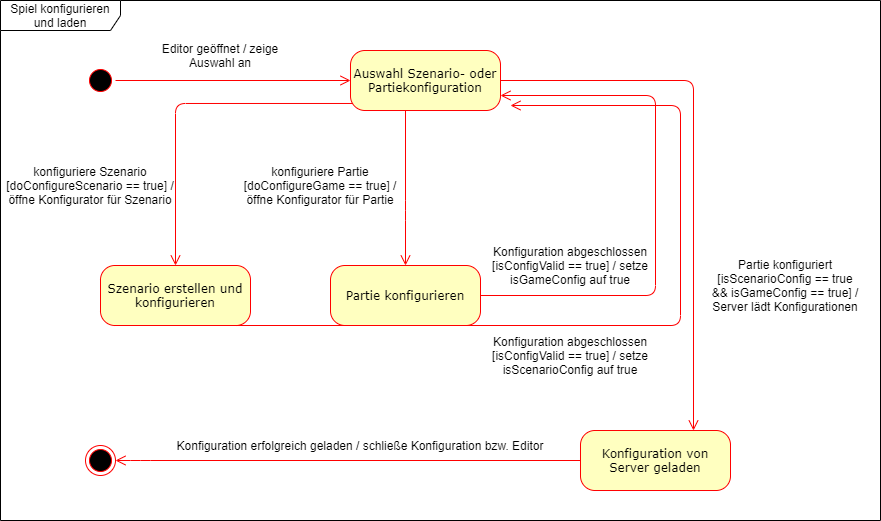 Spiel konfigurieren
und laden
Editor geöffnet / zeige
Auswahl an
Auswahl Szenario- oder
Partiekonfiguration
konfiguriere Szenario
[doConfigureScenario == true] /
öffne Konfigurator für Szenario
konfiguriere Partie
[doConfigureGame == true] /
öffne Konfigurator für Partie
Szenario erstellen und
konfigurieren
Partie konfigurieren
Konfiguration abgeschlossen
[isConfigValid == true] / setze
isGameConfig auf true
Partie konfiguriert
[isScenarioConfig == true
&& isGameConfig == true] /
Server lädt Konfigurationen
Konfiguration abgeschlossen
[isConfigValid == true] / setze
isScenarioConfig auf true
Konfiguration erfolgreich geladen / schließe Konfiguration bzw. Editor
Konfiguration von
Server geladen